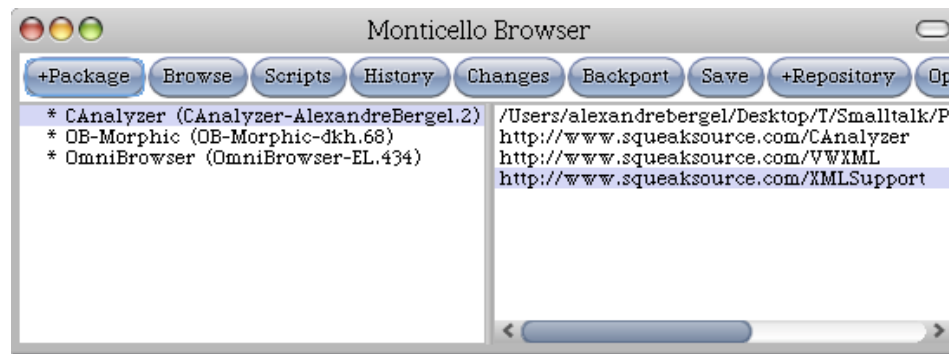 Monticello Browser
+Package Browse Scripts History Changes Backport Save +Repository Op
* CAnalyzer (CAnalyzer-AlexandreBergel.2)
* OB-Morphic (OB-Morphic-dkh.68)
* OmniBrowser (OmniBrowser-EL.434)
/Users/alexandrebergel/Desktop/T/Smalltalk/P
http://www.squeaksource.com/CAnalyzer
http://www.squeaksource.com/VWXML
http://www.squeaksource.com/XMLSupport